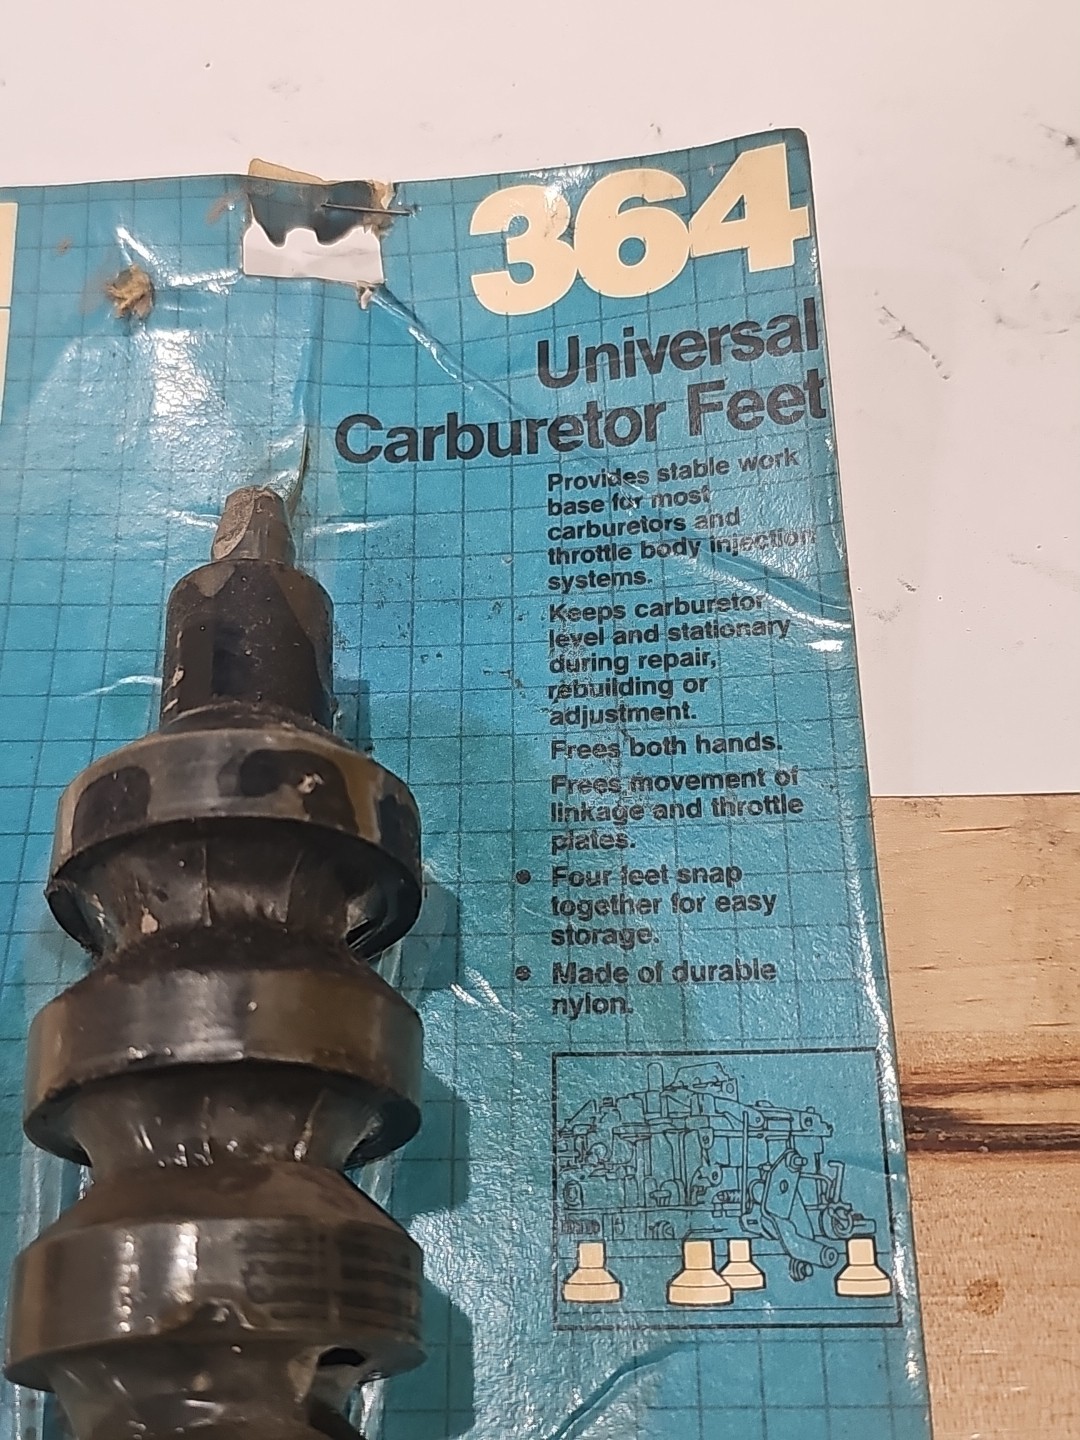 364
Universal
Carburetor Feet
Provides stable work
base for most
carburetors and
throttle body injection
systems.
Keeps carburetor
level and stationary
during repair,
rebuilding or
adjustment.
Frees both hands.
Frees movement of
linkage and throttle
plates.
• Four feet snap
together for easy
storage.
• Made of durable
nylon.